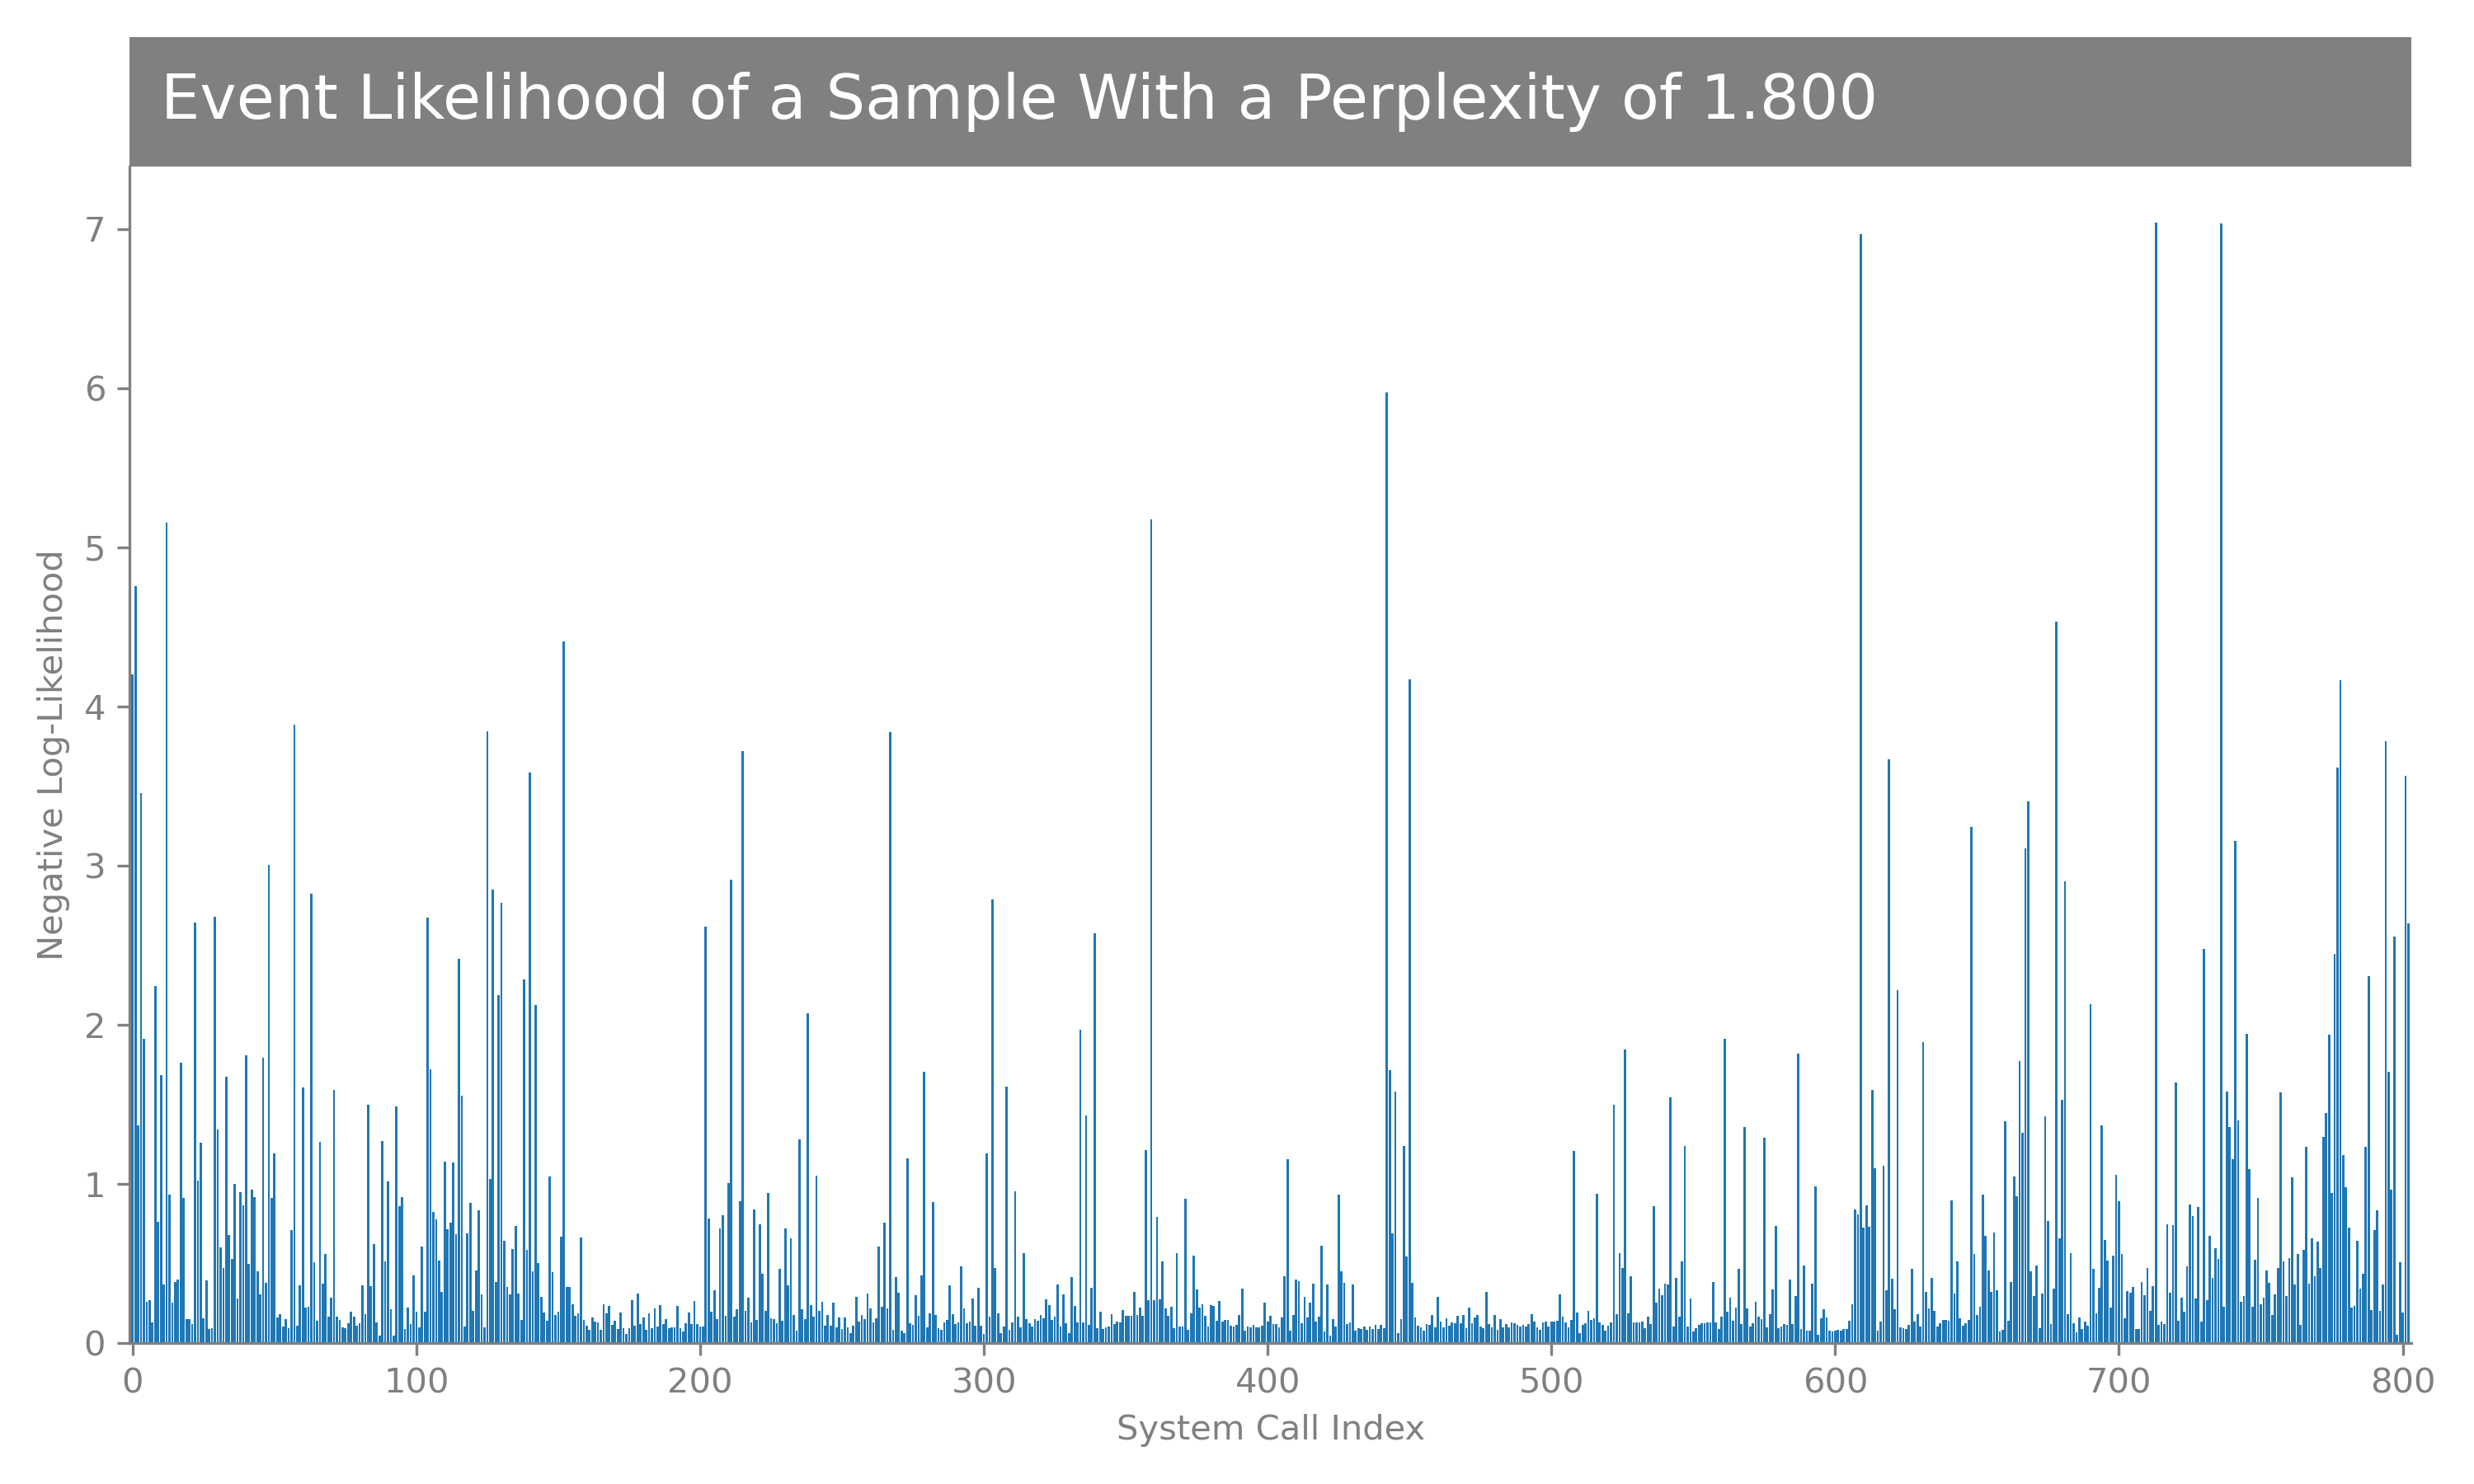 Event Likelihood of a Sample With a Perplexity of 1.800
7
6
5
4
3
2
1
0
Negative Log-Likelihood
0 100 200 300 400 500 600 700 800
System Call Index